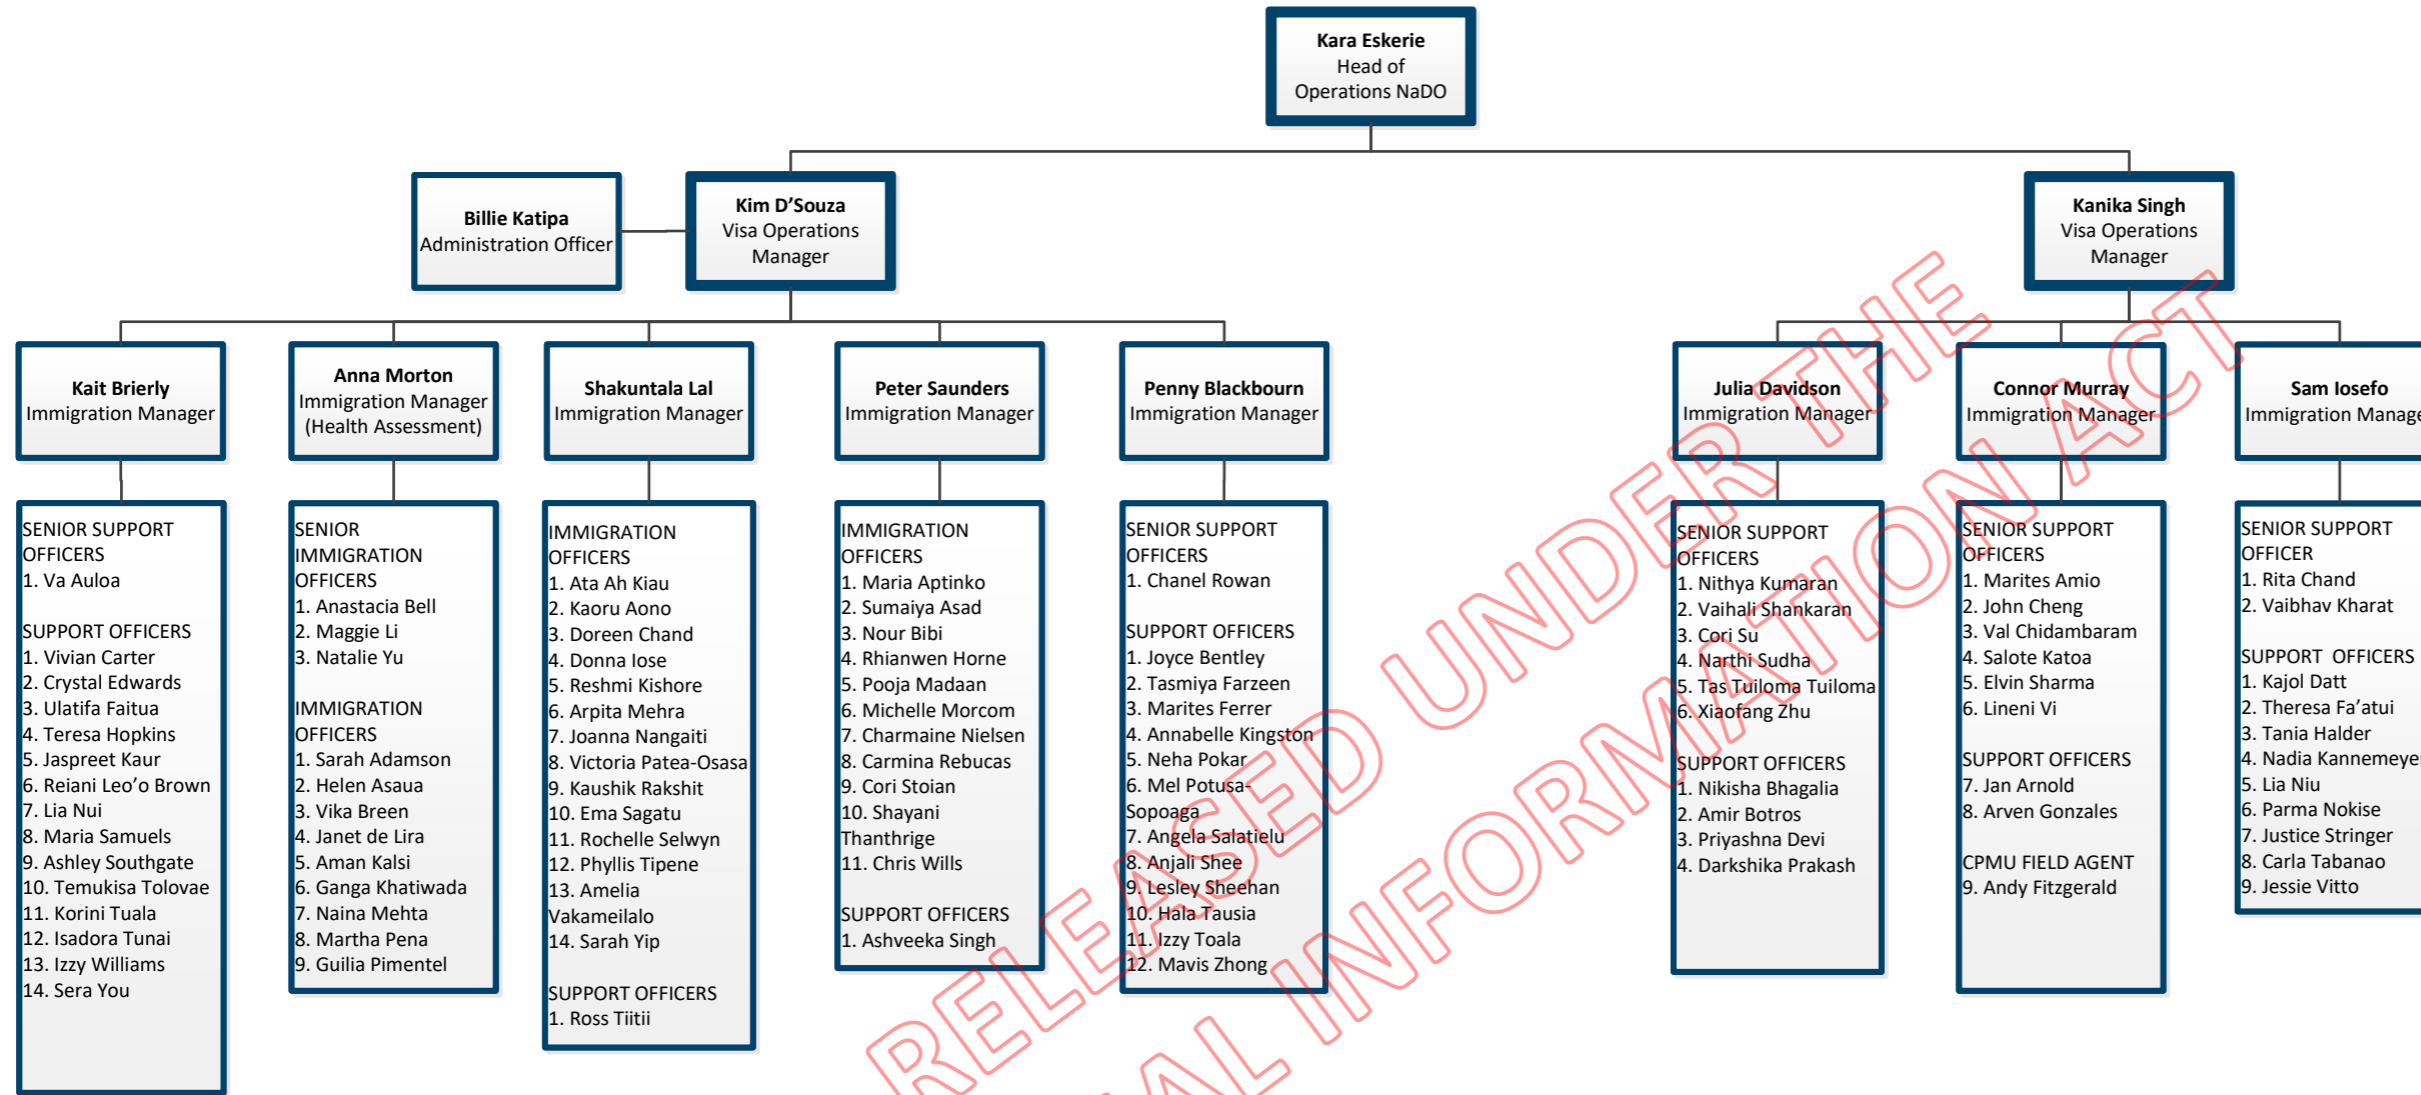 Kara Eskerie
Head of
Operations NaDO
Billie Katipa
Administration Officer
Kim D’Souza
Visa Operations
Manager
Kanika Singh
Visa Operations
Manager
Kait Brierly
Immigration Manager
Anna Morton
Immigration Manager
(Health Assessment)
Shakuntala Lal
Immigration Manager
Peter Saunders
Immigration Manager
Penny Blackbourn
Immigration Manager
Julia Davidson
Immigration Manager
Connor Murray
Immigration Manager
Sam Iosefo
Immigration Manage
SENIOR SUPPORT
OFFICERS
1. Va Auloa
SUPPORT OFFICERS
1. Vivian Carter
2. Crystal Edwards
3. Ulatifa Faitua
4. Teresa Hopkins
5. Jaspreet Kaur
6. Reiani Leo’o Brown
7. Lia Nui
8. Maria Samuels
9. Ashley Southgate
10. Temukisa Tolovae
11. Korini Tuala
12. Isadora Tunai
13. Izzy Williams
14. Sera You
SENIOR
IMMIGRATION
OFFICERS
1. Anastacia Bell
2. Maggie Li
3. Natalie Yu
IMMIGRATION
OFFICERS
1. Sarah Adamson
2. Helen Asaua
3. Vika Breen
4. Janet de Lira
5. Aman Kalsi
6. Ganga Khatiwada
7. Naina Mehta
8. Martha Pena
9. Guilia Pimentel
IMMIGRATION
OFFICERS
1. Ata Ah Kiau
2. Kaoru Aono
3. Doreen Chand
4. Donna Iose
5. Reshmi Kishore
6. Arpita Mehra
7. Joanna Nangaiti
8. Victoria Patea-Osasa
9. Kaushik Rakshit
10. Ema Sagatu
11. Rochelle Selwyn
12. Phyllis Tipene
13. Amelia
Vakameilalo
14. Sarah Yip
SUPPORT OFFICERS
1. Ross Tiitii
IMMIGRATION
OFFICERS
1. Maria Aptinko
2. Sumaiya Asad
3. Nour Bibi
4. Rhianwen Horne
5. Pooja Madaan
6. Michelle Morcom
7. Charmaine Nielsen
8. Carmina Rebucas
9. Cori Stoian
10. Shayani
Thanthrige
11. Chris Wills
SUPPORT OFFICERS
1. Ashveeka Singh
SENIOR SUPPORT
OFFICERS
1. Chanel Rowan
SUPPORT OFFICERS
1. Joyce Bentley
2. Tasmiya Farzeen
3. Marites Ferrer
4. Annabelle Kingston
5. Neha Pokar
6. Mel Potusa-
Sopoaga
7. Angela Salatielu
8. Anjali Shee
9. Lesley Sheehan
10. Hala Tausia
11. Izzy Toala
12. Mavis Zhong
SENIOR SUPPORT
OFFICERS
1. Nithya Kumaran
2. Vaihali Shankaran
3. Cori Su
4. Narthi Sudha
5. Tas Tuiloma Tuiloma
6. Xiaofang Zhu
SUPPORT OFFICERS
1. Nikisha Bhagalia
2. Amir Botros
3. Priyashna Devi
4. Darkshika Prakash
SENIOR SUPPORT
OFFICERS
1. Marites Amio
2. John Cheng
3. Val Chidambaram
4. Salote Katoa
5. Elvin Sharma
6. Lineni Vi
SUPPORT OFFICERS
7. Jan Arnold
8. Arven Gonzales
CPMU FIELD AGENT
9. Andy Fitzgerald
SENIOR SUPPORT
OFFICER
1. Rita Chand
2. Vaibhav Kharat
SUPPORT  OFFICERS
1. Kajol Datt
2. Theresa Fa’atui
3. Tania Halder
4. Nadia Kannemeyer
5. Lia Niu
6. Parma Nokise
7. Justice Stringer
8. Carla Tabanao
9. Jessie Vitto
RELEASED UNDER THE
IAL INFORMATION ACT